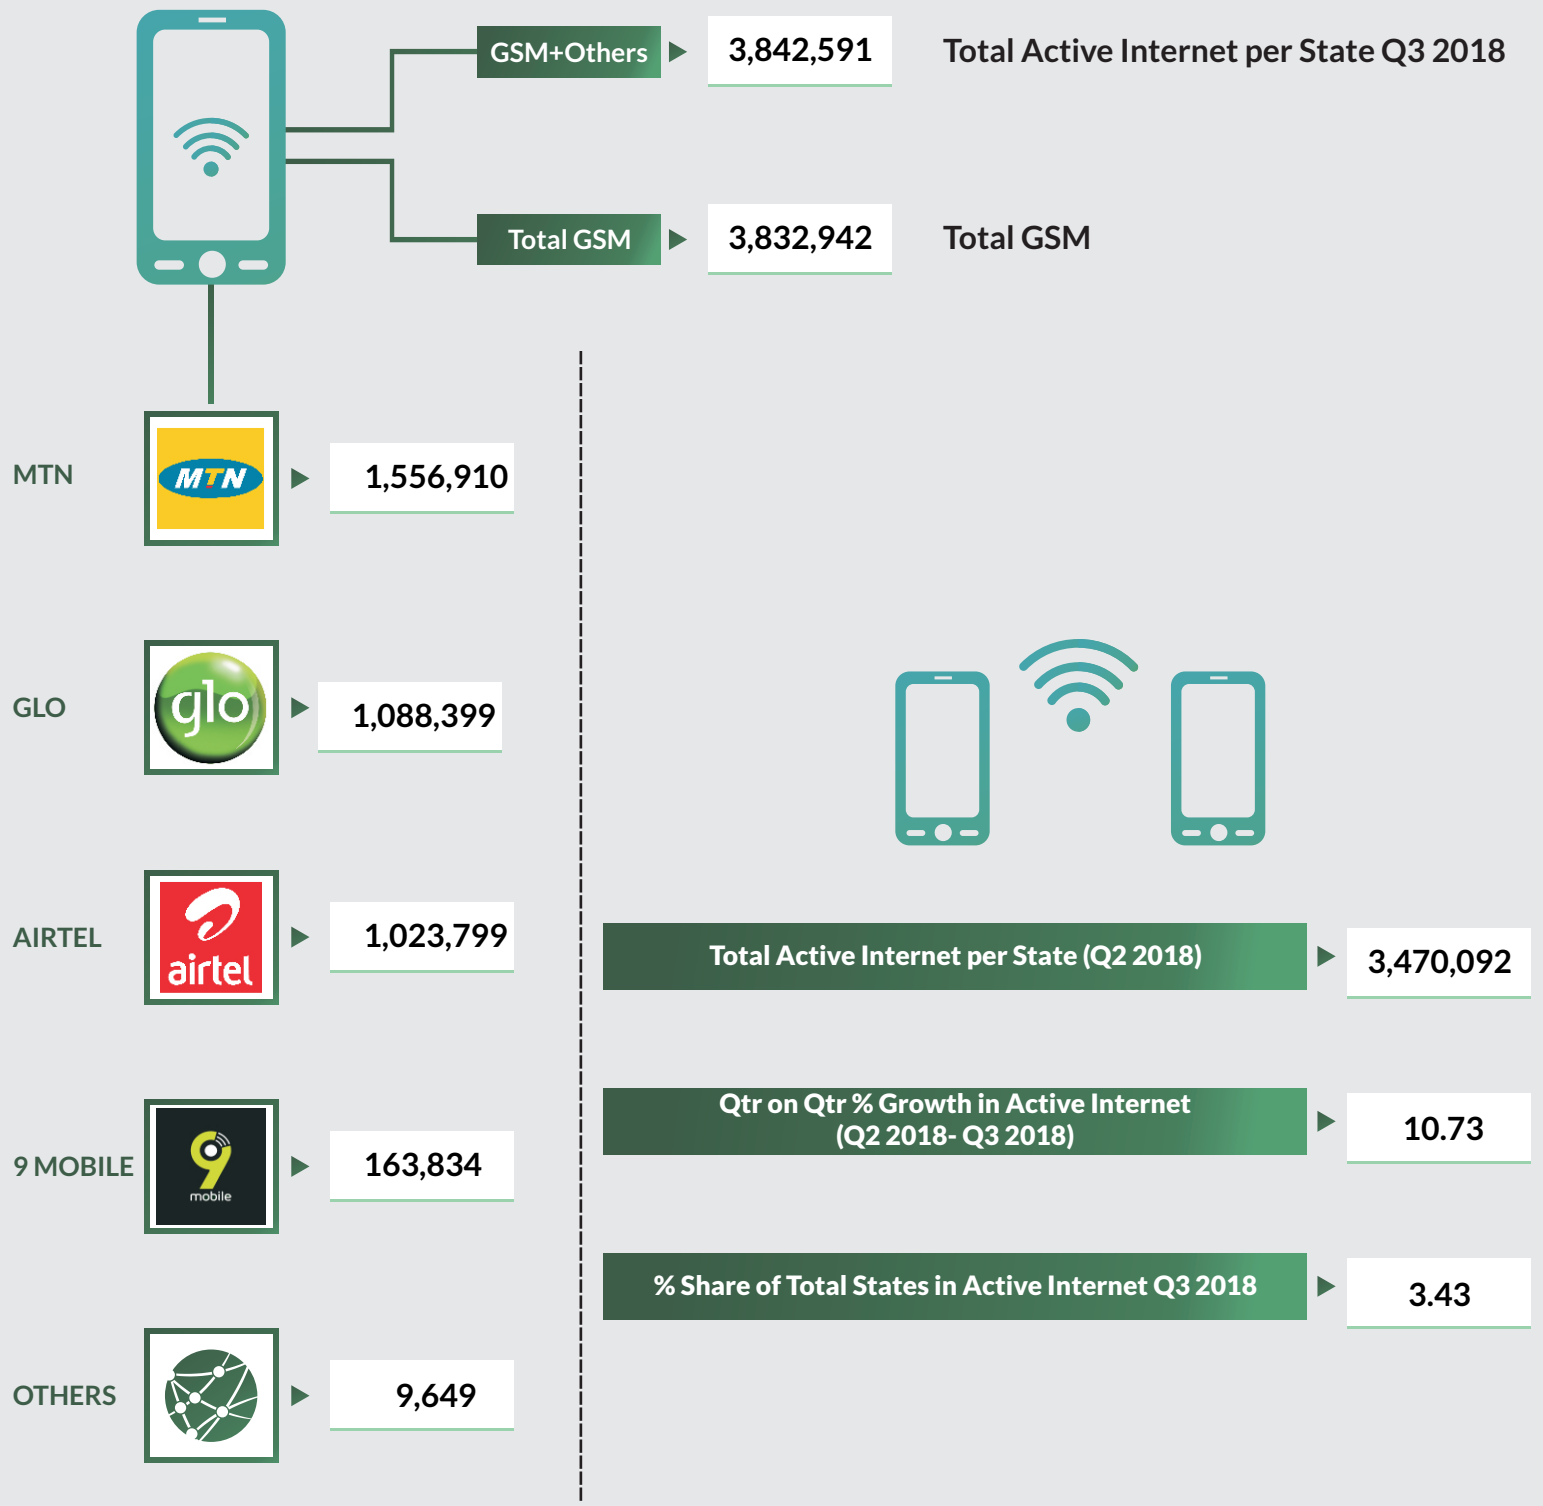 GSM+Others
3,842,591
Total Active Internet per State Q3 2018
Total GSM
3,832,942
Total GSM
MTN
MTN
1,556,910
GLO
glo
1,088,399
AIRTEL
airtel
1,023,799
9 MOBILE
9
mobile
163,834
OTHERS
9,649
Total Active Internet per State (Q2 2018)
3,470,092
Qtr on Qtr % Growth in Active Internet
(Q2 2018- Q3 2018)
10.73
% Share of Total States in Active Internet Q3 2018
3.43